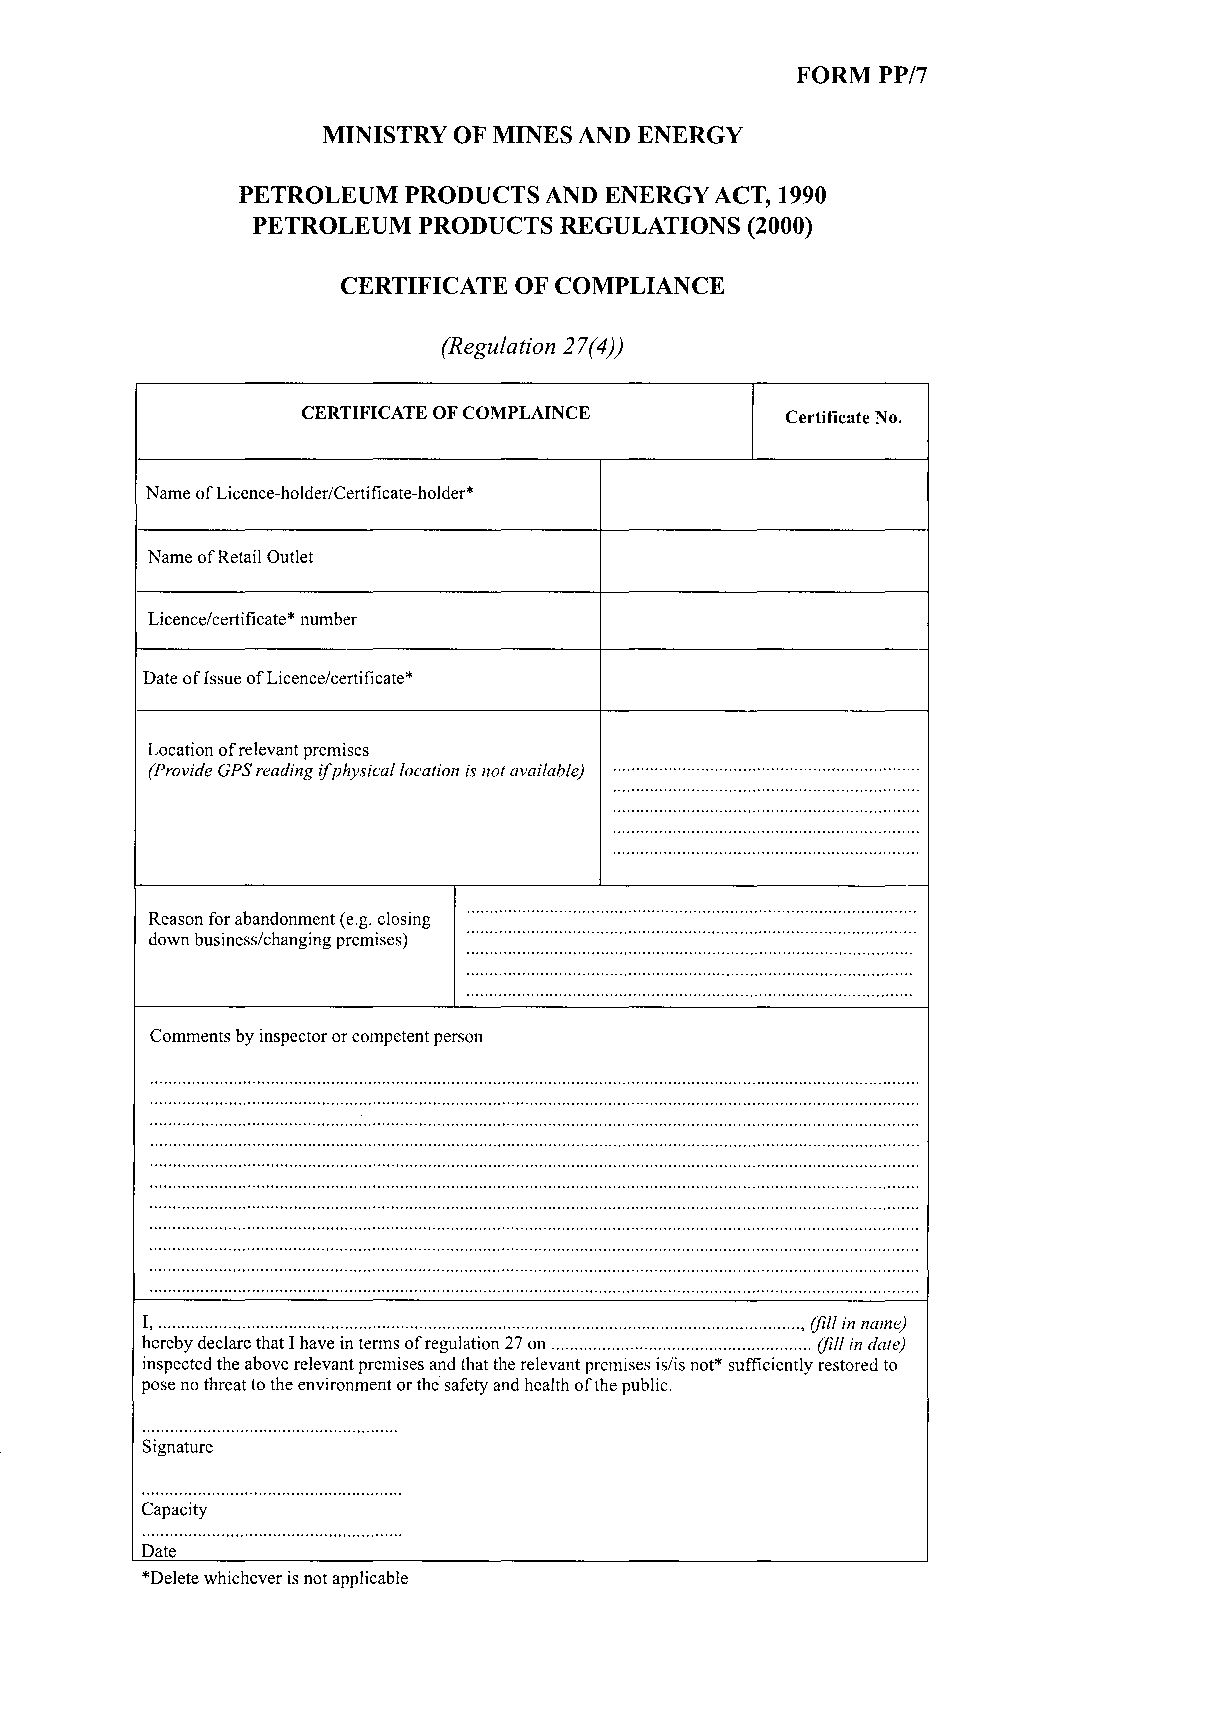 FORM PP/7
MINISTRY OF MINES AND ENERGY
PETROLEUM PRODUCTS AND ENERGY ACT, 1990
PETROLEUM PRODUCTS REGULATIONS (2000)
CERTIFICATE OF COMPLIANCE
(Regulation 27(4))
CERTIFICATE OF COMPLAINCE
Certificate No.
Name of Licence-holder/Certificate-holder*
Name of Retail Outlet
Licence/certificate* number
Date of Issue of Licence/certificate*
Location of relevant premises
(Provide GPS reading if physical location is not available)
Reason for abandonment (e.g. closing
down business/changing premises)
Comments by inspector or competent person
I, ..........................................................................................................................................., (fill in name)
hereby declare that I have in terms of regulation 27 on ........................................................ (fill in date)
inspected the above relevant premises and that the relevant premises is/is not* sufficiently restored to
pose no threat to the environment or the safety and health of the public.
Signature
Capacity
Date
*Delete whichever is not applicable